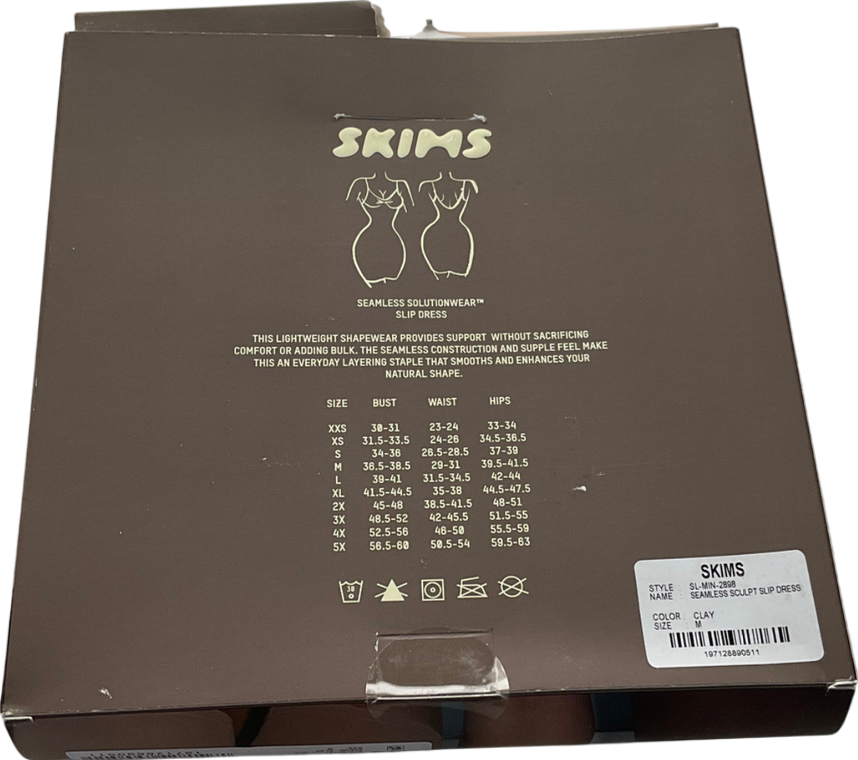 SKIMS
SEAMLESS SOLUTIONWEAR™
SLIP DRESS
THIS LIGHTWEIGHT SHAPEWEAR PROVIDES SUPPORT WITHOUT SACRIFICING
COMFORT OR ADDING BULK. THE SEAMLESS CONSTRUCTION AND SUPPLE FEEL MAKE
THIS AN EVERYDAY LAYERING STAPLE THAT SMOOTHS AND ENHANCES YOUR
NATURAL SHAPE.
SIZE BUST WAIST HIPS
XXS 30-31 23-24 33-34
XS 31.5-33.5 24-26 34.5-36.5
S 34-36 26.5-28.5 37-39
M 36.5-38.5 29-31 39.5-41.5
L 39-41 31.5-34.5 42-44
XL 41.5-44.5 35-38 44.5-47.5
2X 45-48 38.5-41.5 48-51
3X 48.5-52 42-45.5 51.5-55
4X 52.5-56 46-50 55.5-59
5X 56.5-60 50.5-54 59.5-63
30
SKIMS
STYLE : SL-MIN-2898
NAME : SEAMLESS SCULPT SLIP DRESS
COLOR : CLAY
SIZE : M
197128890511